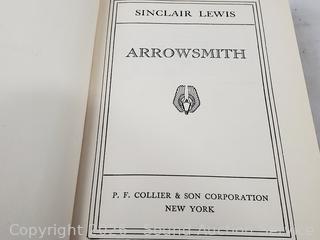 SINCLAIR LEWIS
ARROWSMITH
P. F. COLLIER & SON CORPORATION
NEW YORK